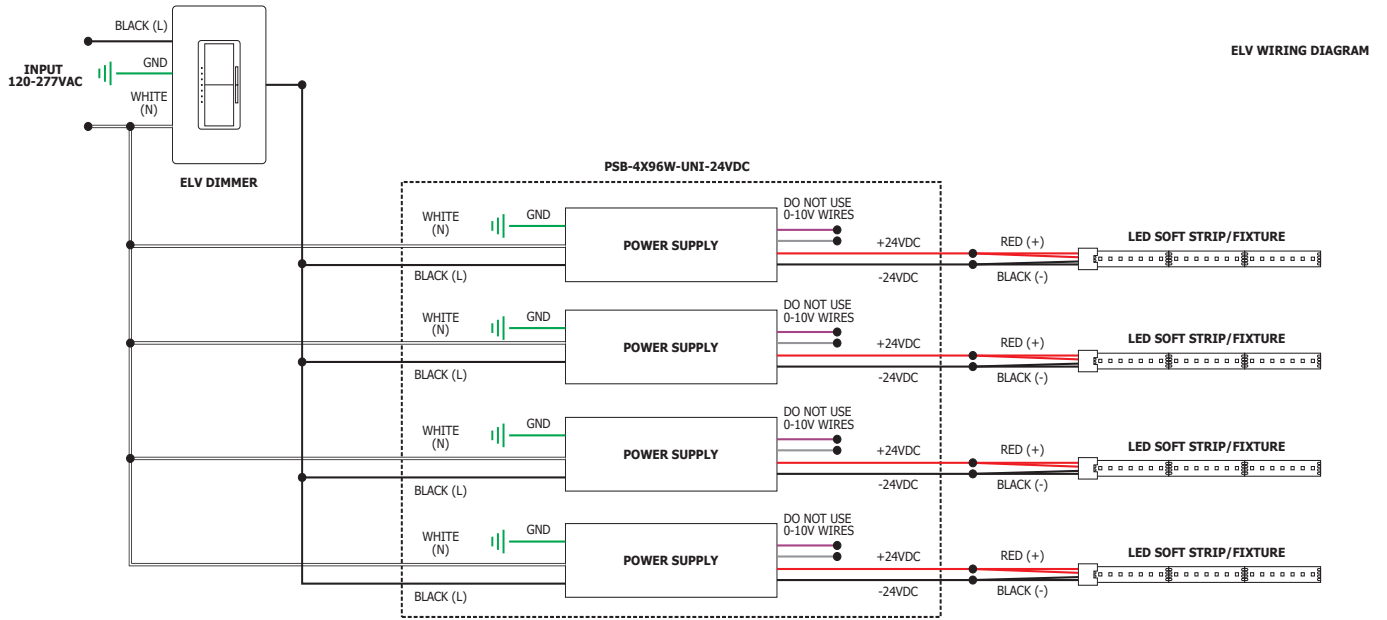 BLACK (L)
ELV WIRING DIAGRAM
GND
INPUT
120-277VAC
WHITE
(N)
ELV DIMMER
PSB-4X96W-UNI-24VDC
WHITE
(N)
GND
POWER SUPPLY
DO NOT USE
0-10V WIRES
+24VDC
RED (+)
LED SOFT STRIP/FIXTURE
BLACK (L)
-24VDC
BLACK (-)
WHITE
(N)
GND
POWER SUPPLY
DO NOT USE
0-10V WIRES
+24VDC
RED (+)
LED SOFT STRIP/FIXTURE
BLACK (L)
-24VDC
BLACK (-)
WHITE
(N)
GND
POWER SUPPLY
DO NOT USE
0-10V WIRES
+24VDC
RED (+)
LED SOFT STRIP/FIXTURE
BLACK (L)
-24VDC
BLACK (-)
WHITE
(N)
GND
POWER SUPPLY
DO NOT USE
0-10V WIRES
+24VDC
RED (+)
LED SOFT STRIP/FIXTURE
BLACK (L)
-24VDC
BLACK (-)